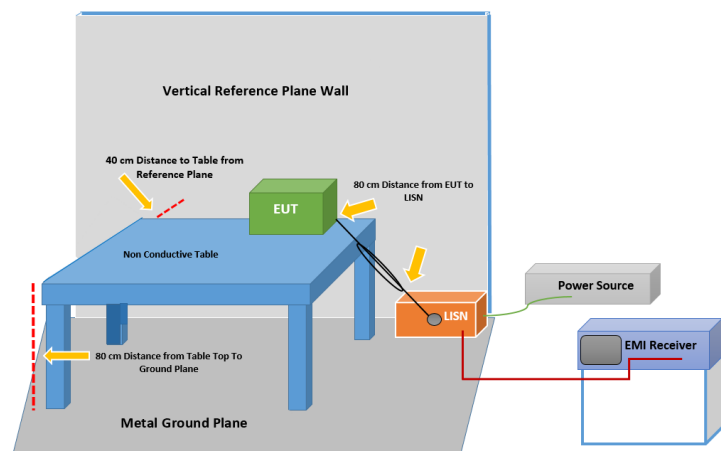 Vertical Reference Plane Wall
40 cm Distance to Table from
Reference Plane
80 cm Distance from EUT to
LISN
EUT
Non Conductive Table
Power Source
LISN
EMI Receiver
80 cm Distance from Table Top To
Ground Plane
Metal Ground Plane